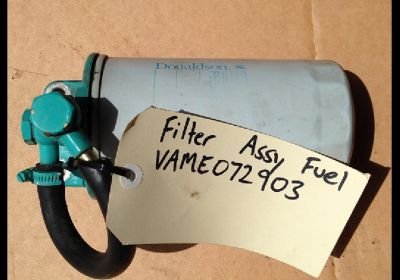 Donaldson
Filter Assy Fuel
VAME072903